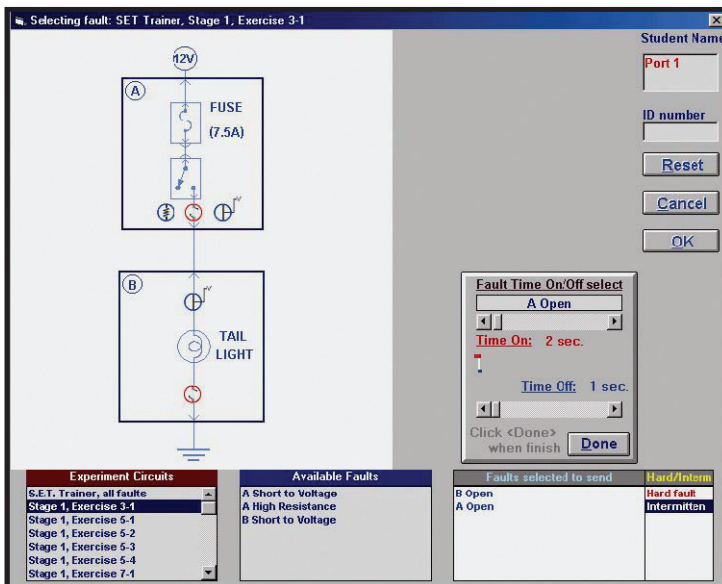 Selecting fault: SET Trainer, Stage 1, Exercise 3-1
12V
A
FUSE
(7.5A)
B
TAIL
LIGHT
Student Name
Port 1
ID number
Reset
Cancel
OK
Fault Time On/Off select
A Open
Time On: 2 sec.
Time Off: 1 sec.
Click <Done>
when finish
Done
Experiment Circuits
S.E.T. Trainer, all faulte
Stage 1, Exercise 3-1
Stage 1, Exercise 5-1
Stage 1, Exercise 5-2
Stage 1, Exercise 5-3
Stage 1, Exercise 5-4
Stage 1, Exercise 7-1
Available Faults
A Short to Voltage
A High Resistance
B Short to Voltage
Faults selected to send Hard/Interm
B Open Hard fault
A Open Intermitten